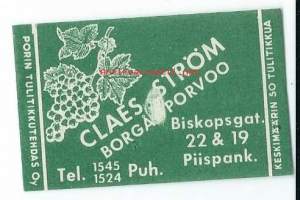 PORIN TULITIKKUTEHDAS OY
CLAES STRÖM
BORGÅ PORVOO
Biskopsgat.
22 & 19
Piispank.
Tel. 1545 1524 Puh.
KESKIMÄÄRIN 50 TULITIKKUA